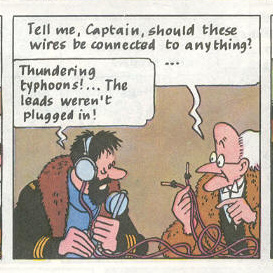 Tell me, Captain, should these
wires be connected to anything?
...
Thundering
typhoons!... The
leads weren't
plugged in!